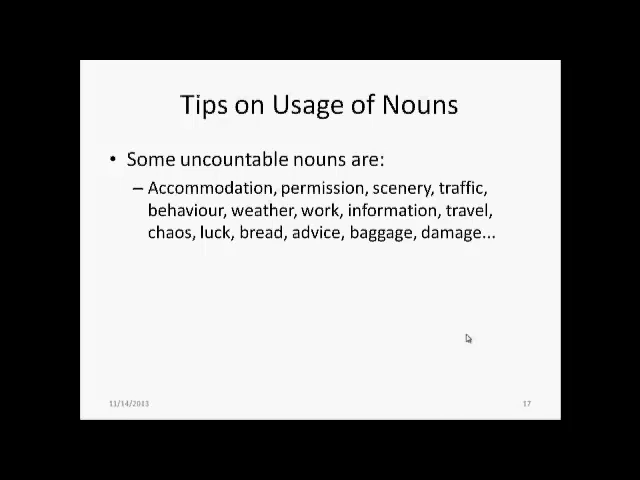 Tips on Usage of Nouns
• Some uncountable nouns are:
– Accommodation, permission, scenery, traffic,
behaviour, weather, work, information, travel,
chaos, luck, bread, advice, baggage, damage...
11/14/2013
17